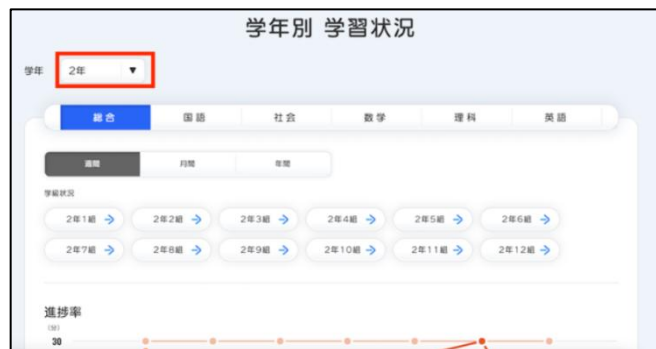 学年別 学習状況
学年 2年 ▼
総合 国語 社会 数学 理科 英語
週間 月間 年間
学級状況
2年1組 → 2年2組 → 2年3組 → 2年4組 → 2年5組 → 2年6組 →
2年7組 → 2年8組 → 2年9組 → 2年10組 → 2年11組 → 2年12組 →
進捗率
(分)
30